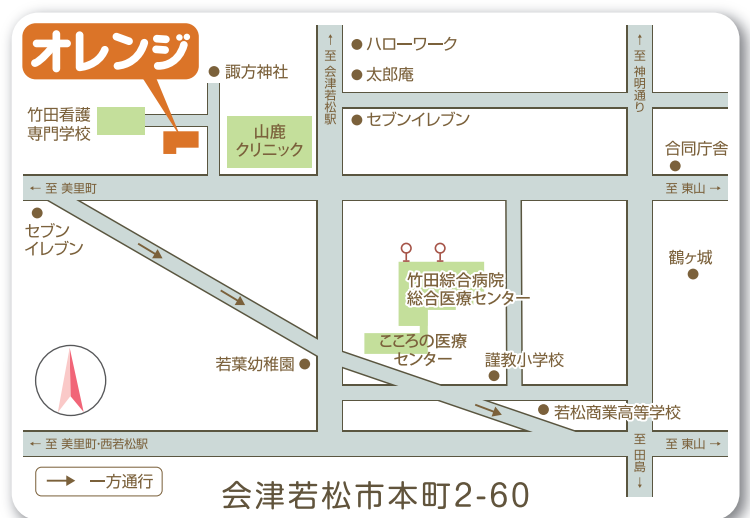 オレンジ
諏方神社
竹田看護
専門学校
山鹿
クリニック
↑至 会津若松駅
ハローワーク
太郎庵
セブンイレブン
↑至 神明通り
合同庁舎
← 至 美里町
至 東山 →
セブン
イレブン
鶴ヶ城
竹田綜合病院
総合医療センター
こころの医療
センター
謹教小学校
若葉幼稚園
若松商業高等学校
← 至 美里町・西若松駅
至 田島↓
至 東山 →
→ 一方通行
会津若松市本町2-60